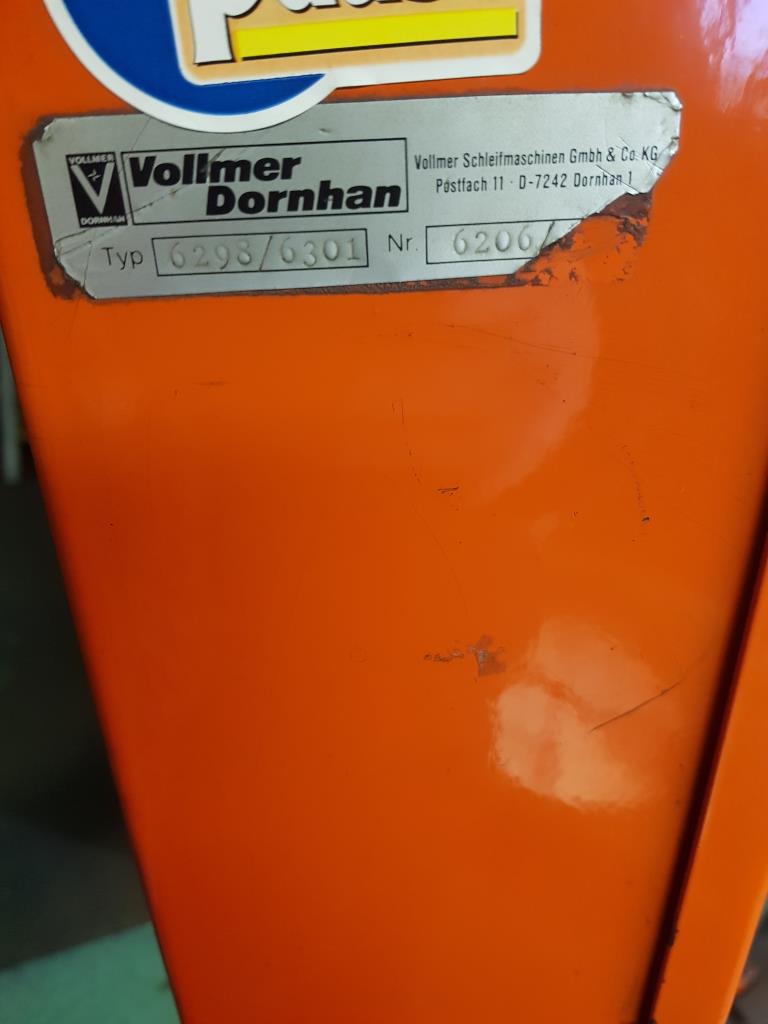 VOLLMER
V
DORNHAN
Vollmer
Dornhan
Vollmer Schleifmaschinen Gmbh & Co. KG
Postfach 11 · D-7242 Dornhan 1
Typ 6298/6301 Nr. 6206/